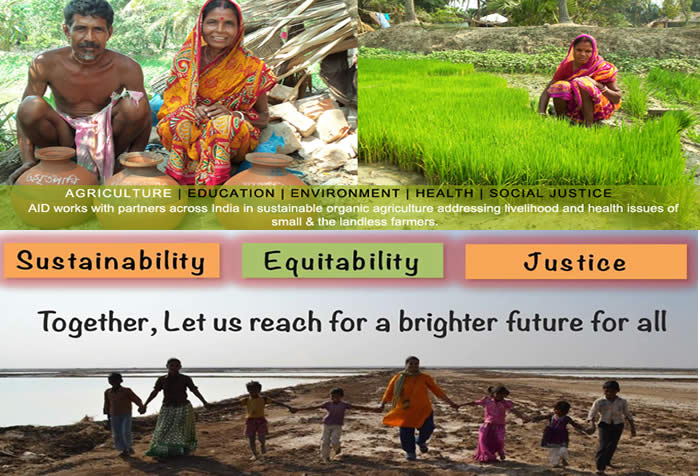 AGRICULTURE | EDUCATION | ENVIRONMENT | HEALTH | SOCIAL JUSTICE
AID works with partners across India in sustainable organic agriculture addressing livelihood and health issues of
small & the landless farmers.
Sustainability Equitability Justice
Together, Let us reach for a brighter future for all